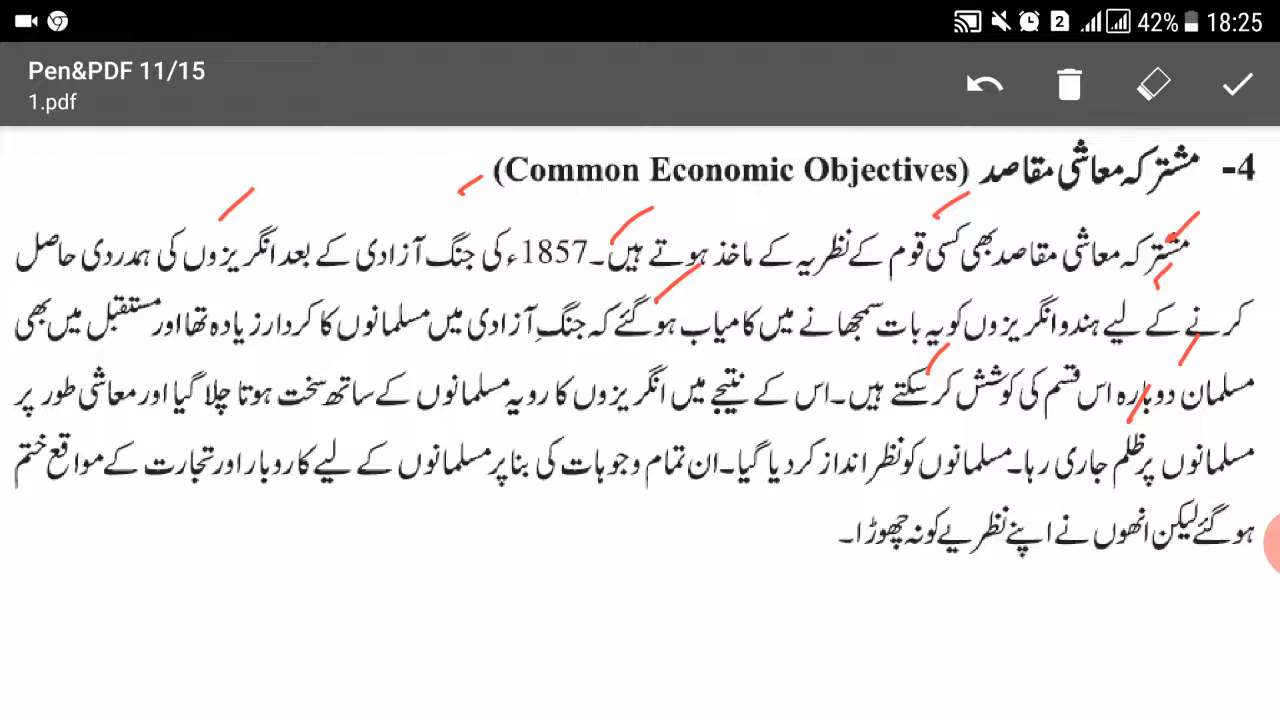 42% 18:25
2
Pen&PDF 11/15
1.pdf
4- مشترکہ معاشی مقاصد (Common Economic Objectives)
مشترکہ معاشی مقاصد بھی کسی قوم کے نظریہ کے ماخذ ہوتے ہیں۔ 1857ء کی جنگ آزادی کے بعد انگریزوں کی ہمدردی حاصل
کرنے کے لیے ہندو انگریزوں کو یہ بات سمجھانے میں کامیاب ہو گئے کہ جنگِ آزادی میں مسلمانوں کا کردار زیادہ تھا اور مستقبل میں بھی
مسلمان دوبارہ اس قسم کی کوشش کر سکتے ہیں۔ اس کے نتیجے میں انگریزوں کا رویہ مسلمانوں کے ساتھ سخت ہوتا چلا گیا اور معاشی طور پر
مسلمانوں پر ظلم جاری رہا۔ مسلمانوں کو نظر انداز کر دیا گیا۔ ان تمام وجوہات کی بنا پر مسلمانوں کے لیے کاروبار اور تجارت کے مواقع ختم
ہو گئے لیکن انھوں نے اپنے نظریے کو نہ چھوڑا۔